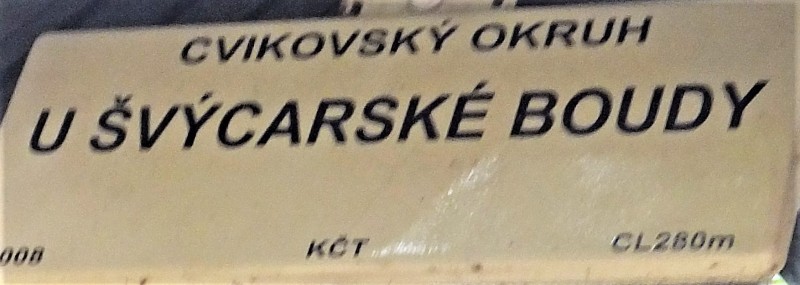 CVIKOVSKÝ OKRUH
U ŠVÝCARSKÉ BOUDY
008 KČT CL280m